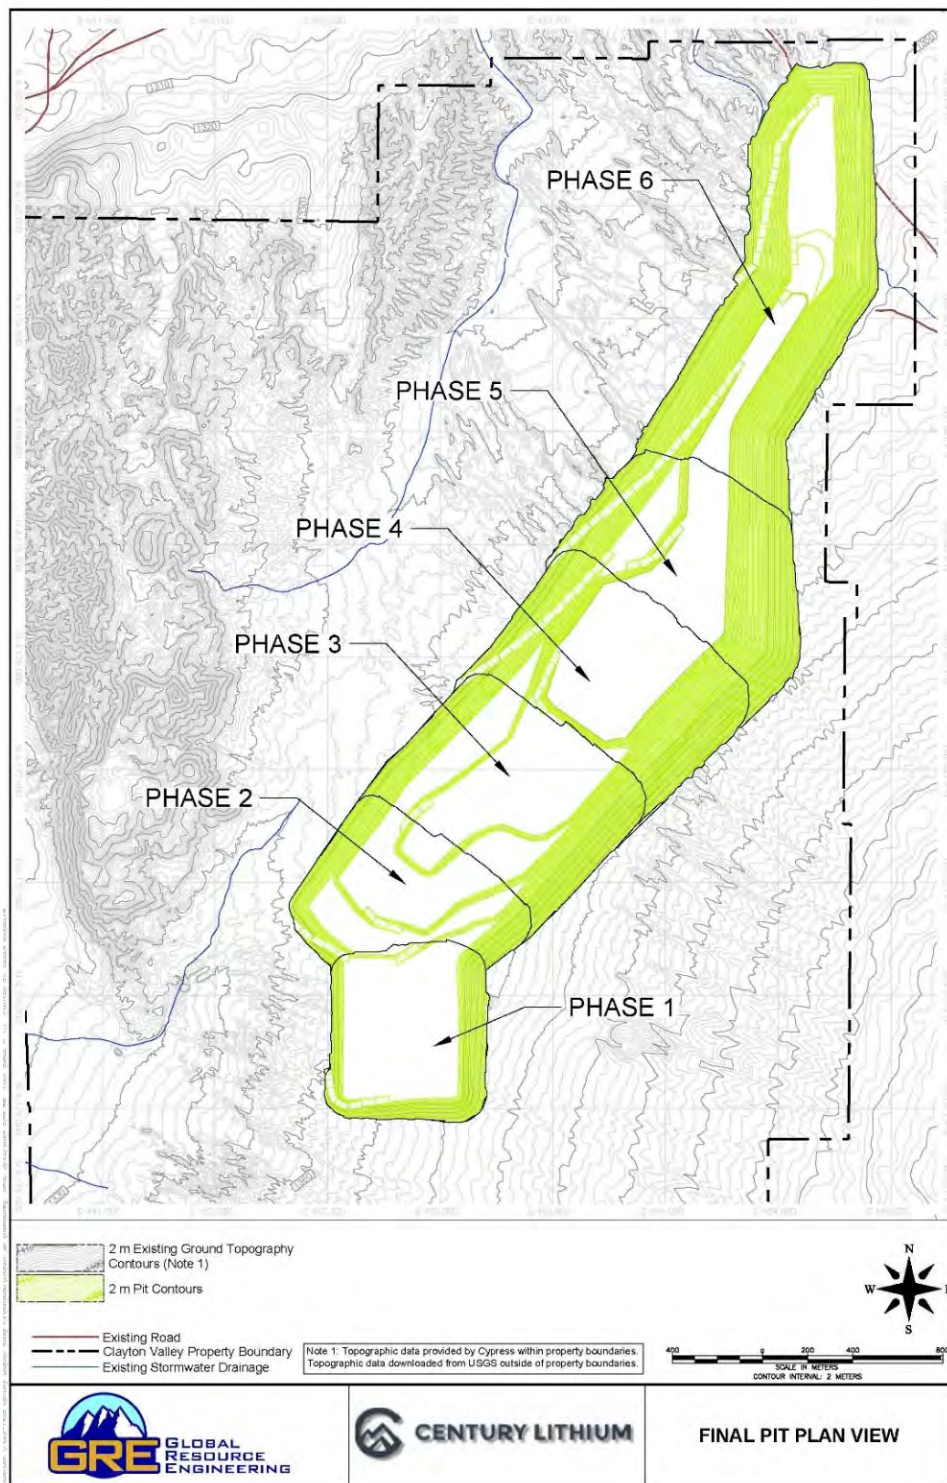 PHASE 6
PHASE 5
PHASE 4
PHASE 3
PHASE 2
PHASE 1
2 m Existing Ground Topography
Contours (Note 1)
2 m Pit Contours
Existing Road
Clayton Valley Property Boundary
Existing Stormwater Drainage
Note 1: Topographic data provided by Cypress within property boundaries.
Topographic data downloaded from USGS outside of property boundaries.
N
W
S
400 0 200 400 800
SCALE IN METERS
CONTOUR INTERVAL: 2 METERS
GRE GLOBAL
RESOURCE
ENGINEERING
CENTURY LITHIUM
FINAL PIT PLAN VIEW